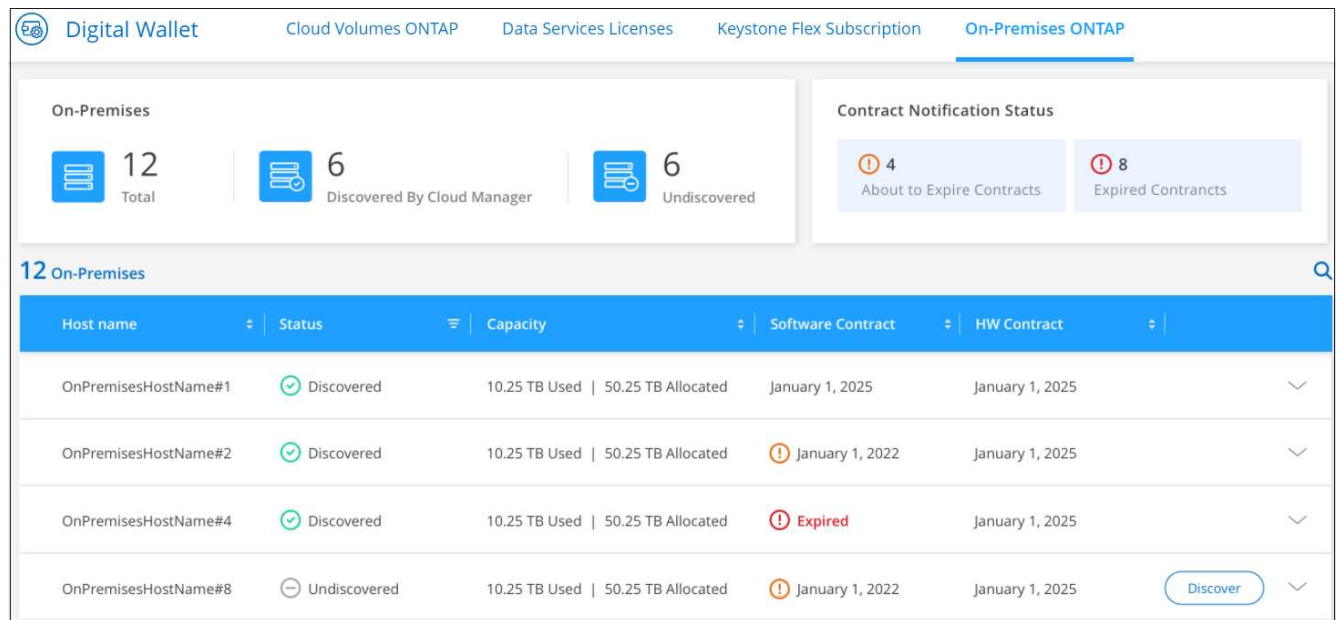 Digital Wallet Cloud Volumes ONTAP Data Services Licenses Keystone Flex Subscription On-Premises ONTAP
On-Premises
12
Total
6
Discovered By Cloud Manager
6
Undiscovered
Contract Notification Status
4
About to Expire Contracts
8
Expired Contrancts
12 On-Premises
Host name Status Capacity Software Contract HW Contract
OnPremisesHostName#1 Discovered 10.25 TB Used | 50.25 TB Allocated January 1, 2025 January 1, 2025
OnPremisesHostName#2 Discovered 10.25 TB Used | 50.25 TB Allocated January 1, 2022 January 1, 2025
OnPremisesHostName#4 Discovered 10.25 TB Used | 50.25 TB Allocated Expired January 1, 2025
OnPremisesHostName#8 Undiscovered 10.25 TB Used | 50.25 TB Allocated January 1, 2022 January 1, 2025 Discover